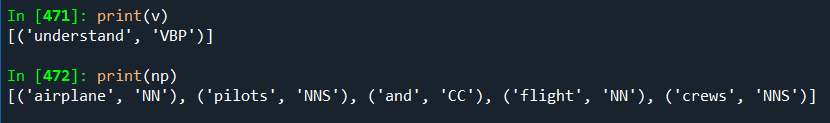 In [471]: print(v)
[('understand', 'VBP')]
In [472]: print(np)
[('airplane', 'NN'), ('pilots', 'NNS'), ('and', 'CC'), ('flight', 'NN'), ('crews', 'NNS')]